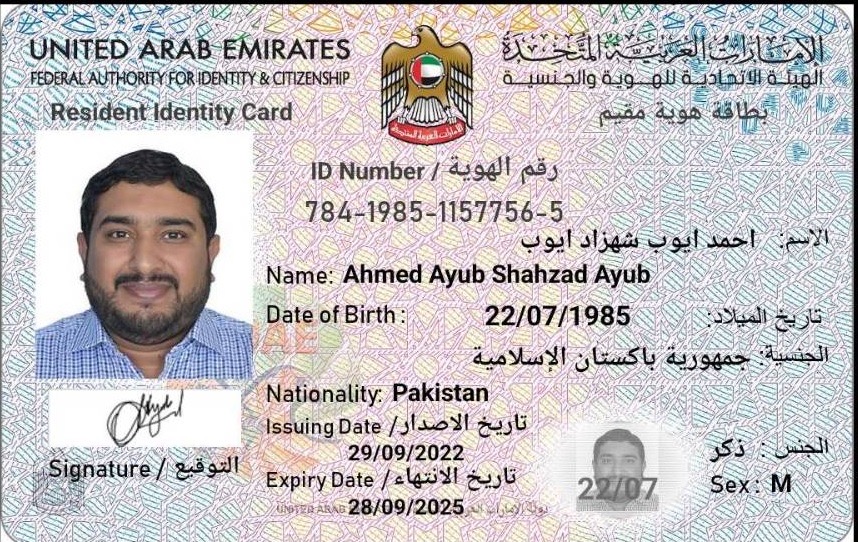 UNITED ARAB EMIRATES
الإمارات العربية المتحدة
FEDERAL AUTHORITY FOR IDENTITY & CITIZENSHIP
الهيئة الاتحادية للهوية والجنسية
Resident Identity Card
بطاقة هوية مقيم
ID Number / رقم الهوية
784-1985-1157756-5
الاسم: احمد ايوب شهزاد ايوب
Name: Ahmed Ayub Shahzad Ayub
Date of Birth: 22/07/1985 تاريخ الميلاد:
الجنسية: جمهورية باكستان الإسلامية
Nationality: Pakistan
Issuing Date / تاريخ الاصدار
29/09/2022
الجنس: ذكر
Expiry Date / تاريخ الانتهاء
28/09/2025
Sex: M
22/07
Signature / التوقيع